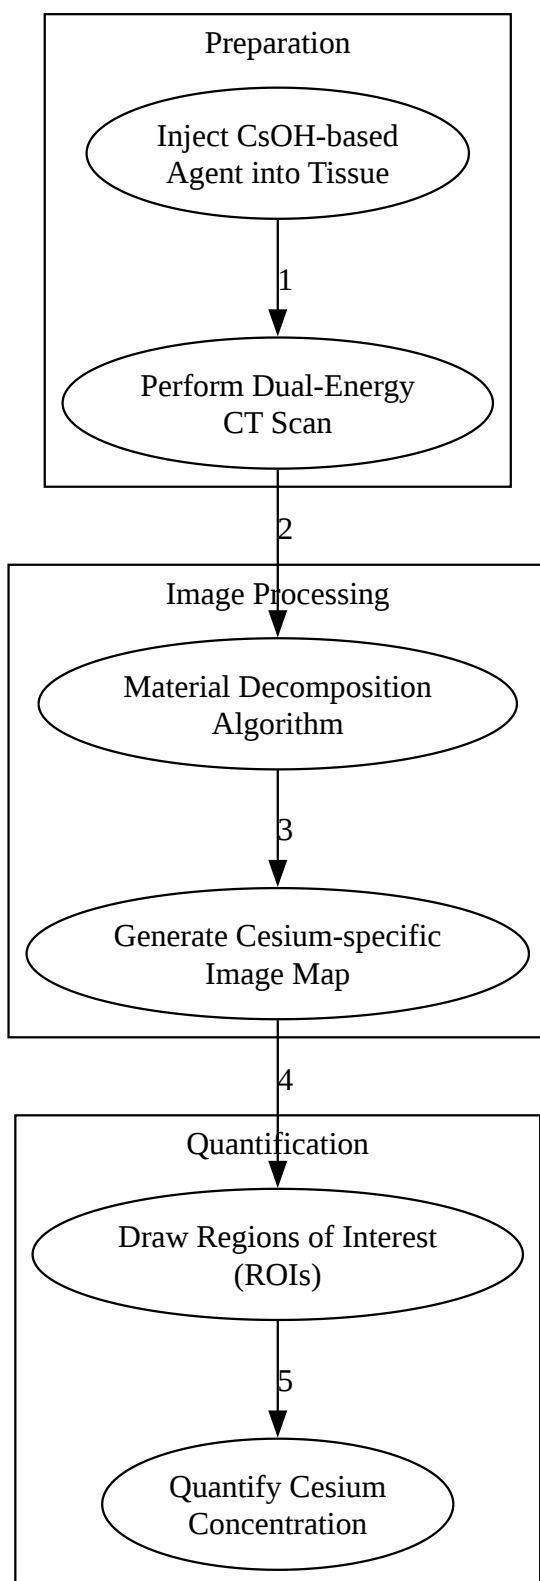 Preparation
Inject CsOH-based
Agent into Tissue
1
Perform Dual-Energy
CT Scan
2
Image Processing
Material Decomposition
Algorithm
3
Generate Cesium-specific
Image Map
4
Quantification
Draw Regions of Interest
(ROIs)
5
Quantify Cesium
Concentration